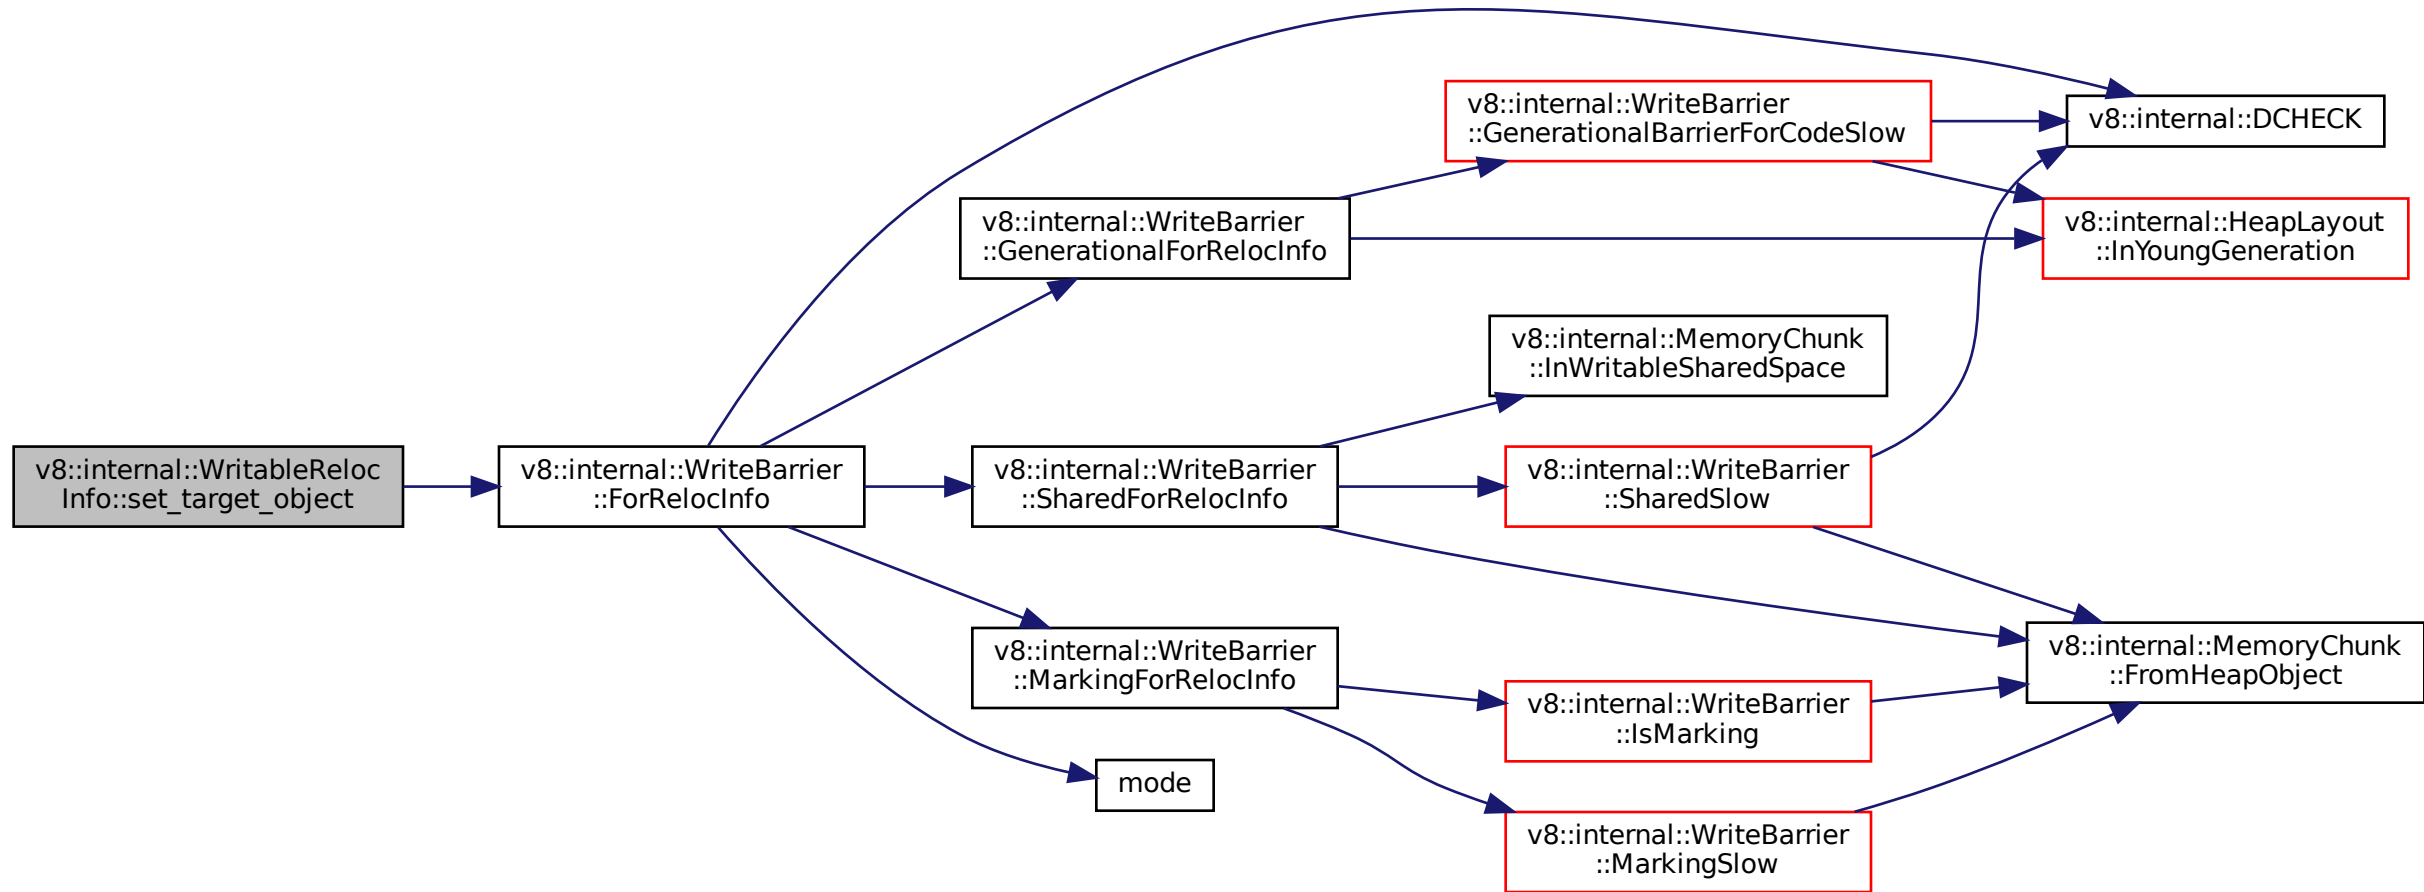 v8::internal::WritableReloc
Info::set_target_object
v8::internal::WriteBarrier
::ForRelocInfo
v8::internal::WriteBarrier
::GenerationalForRelocInfo
v8::internal::WriteBarrier
::SharedForRelocInfo
v8::internal::WriteBarrier
::MarkingForRelocInfo
mode
v8::internal::WriteBarrier
::GenerationalBarrierForCodeSlow
v8::internal::MemoryChunk
::InWritableSharedSpace
v8::internal::WriteBarrier
::SharedSlow
v8::internal::WriteBarrier
::IsMarking
v8::internal::WriteBarrier
::MarkingSlow
v8::internal::DCHECK
v8::internal::HeapLayout
::InYoungGeneration
v8::internal::MemoryChunk
::FromHeapObject